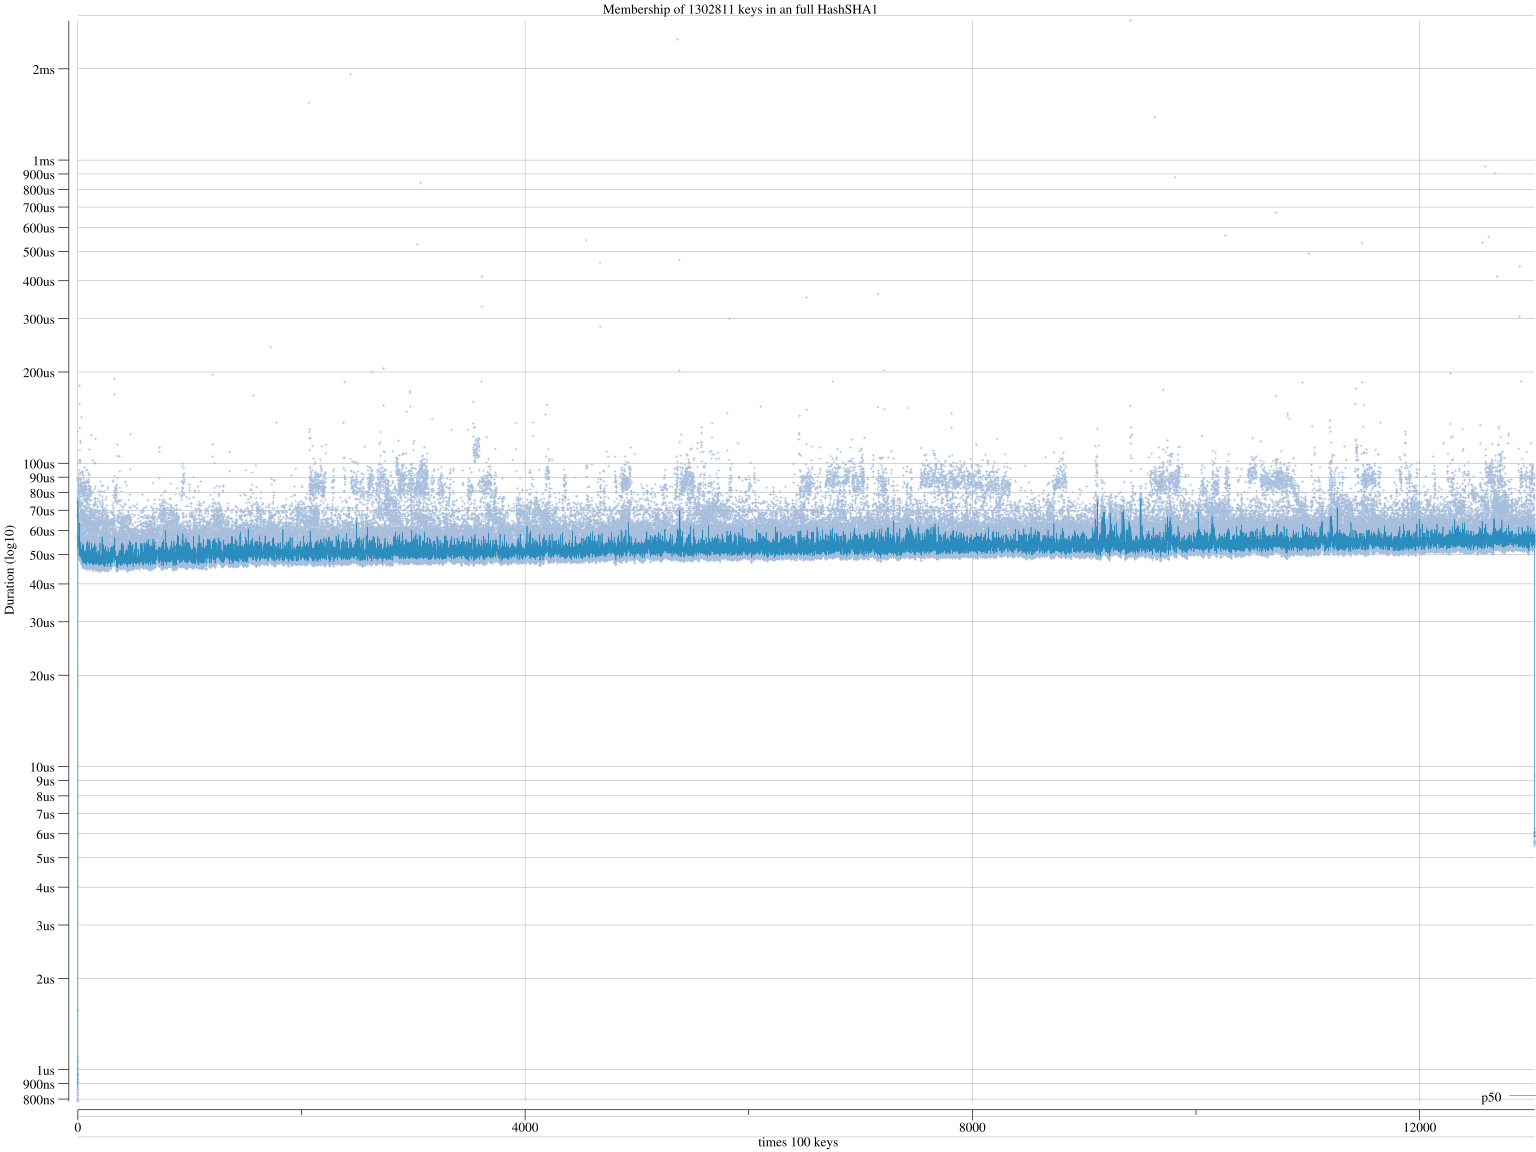 Membership of 1302811 keys in an full HashSHA1
2ms
1ms
900us
800us
700us
600us
500us
400us
300us
200us
100us
90us
80us
70us
60us
50us
40us
30us
20us
10us
9us
8us
7us
6us
5us
4us
3us
2us
1us
900ns
800ns
Duration (log10)
p50
0
4000
8000
12000
times 100 keys